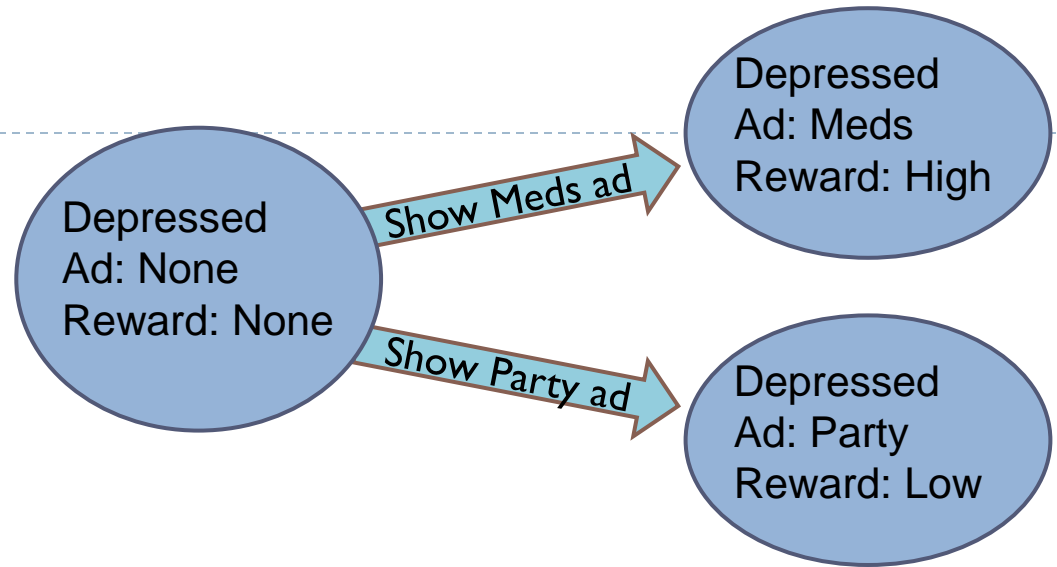 Depressed
Ad: None
Reward: None
Show Meds ad
Depressed
Ad: Meds
Reward: High
Show Party ad
Depressed
Ad: Party
Reward: Low